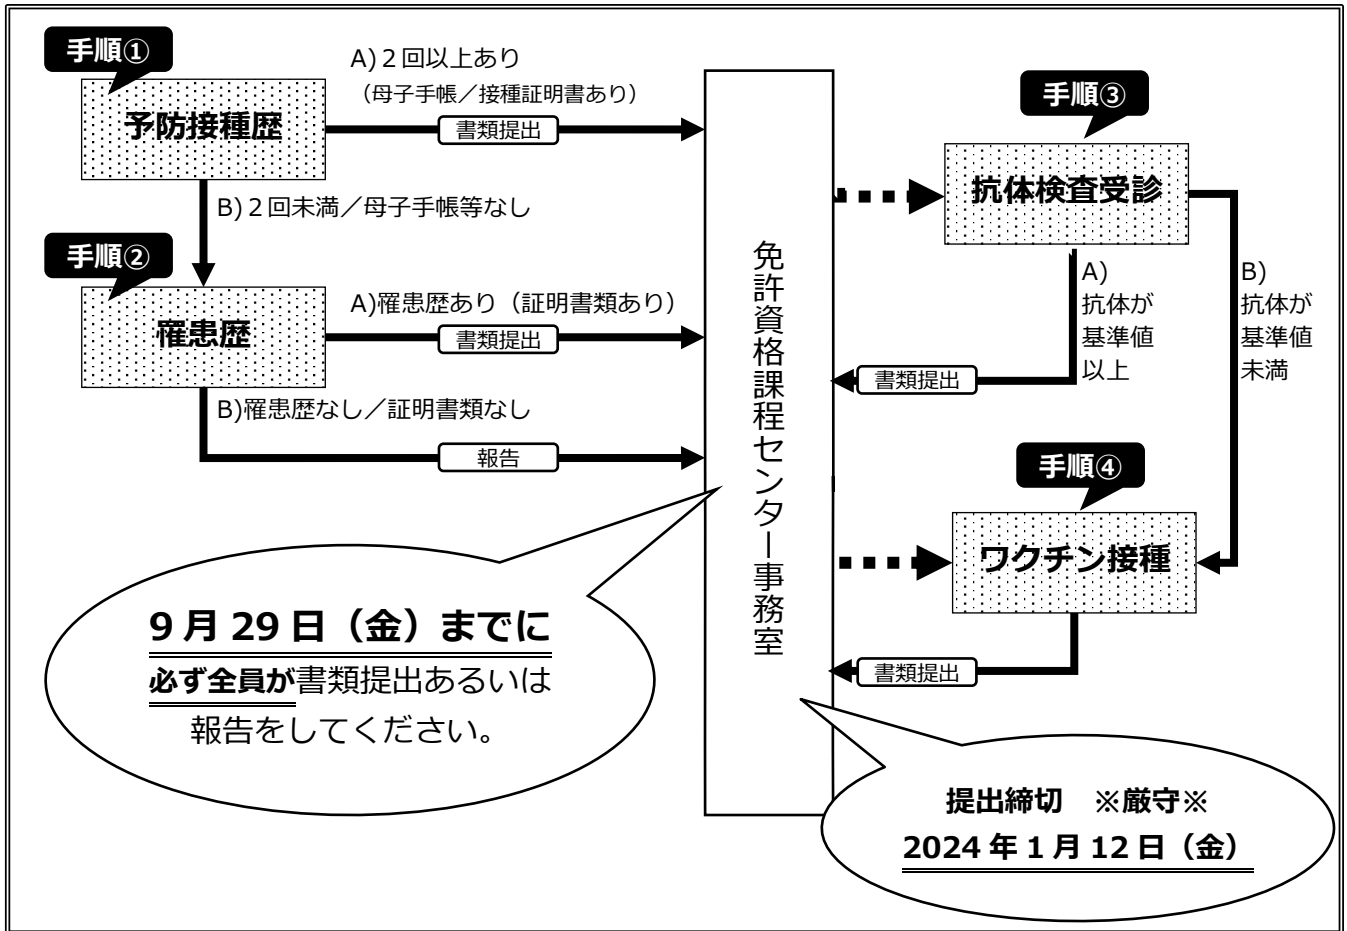 手順①
予防接種歴
A)２回以上あり
（母子手帳／接種証明書あり）
書類提出
B)２回未満／母子手帳等なし
手順②
罹患歴
A)罹患歴あり（証明書類あり）
書類提出
B)罹患歴なし／証明書類なし
報告
9月29日（金）までに
必ず全員が書類提出あるいは
報告をしてください。
免許資格課程センター事務室
手順③
抗体検査受診
A)
抗体が
基準値
以上
B)
抗体が
基準値
未満
書類提出
手順④
ワクチン接種
書類提出
提出締切　※厳守※
2024年1月12日（金）